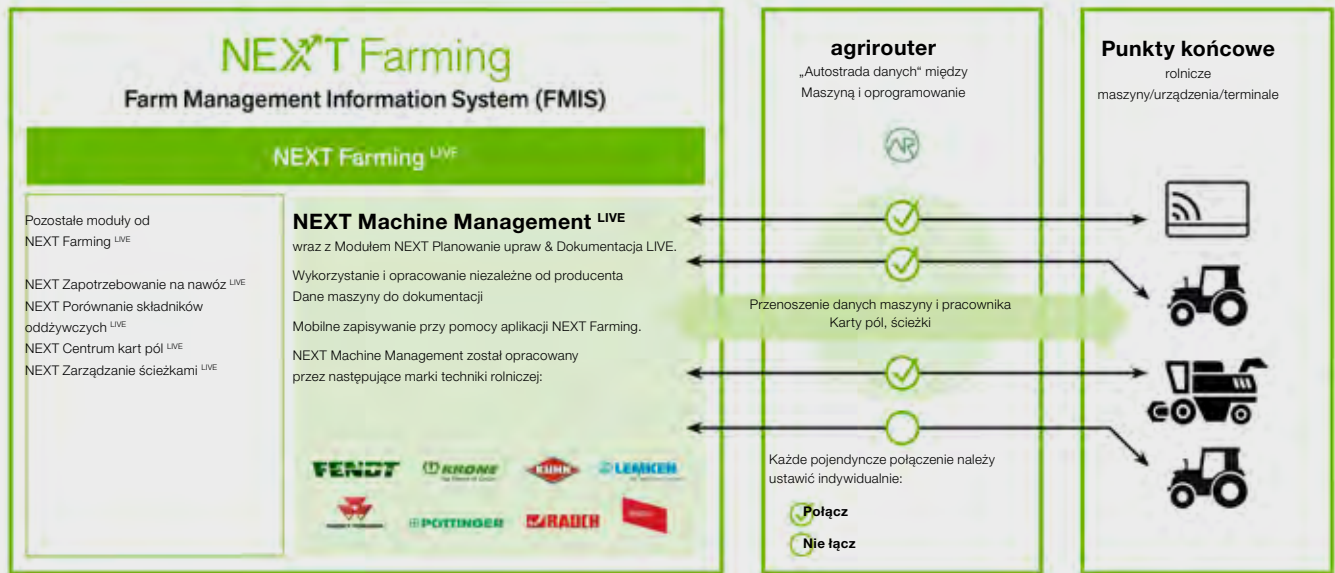 NEXT Farming
Farm Management Information System (FMIS)
NEXT Farming LIVE
Pozostałe moduły od
NEXT Farming LIVE
NEXT Zapotrzebowanie na nawóz LIVE
NEXT Porównanie składników
oddżywczych LIVE
NEXT Centrum kart pól LIVE
NEXT Zarządzanie ścieżkami LIVE
NEXT Machine Management LIVE
wraz z Modułem NEXT Planowanie upraw & Dokumentacja LIVE.
Wykorzystanie i opracowanie niezależne od producenta
Dane maszyny do dokumentacji
Mobilne zapisywanie przy pomocy aplikacji NEXT Farming.
NEXT Machine Management został opracowany
przez następujące marki techniki rolniczej:
FENDT
KRONE
KUHN
LEMKEN
MASSEY FERGUSON
PÖTTINGER
RAUCH
agrirouter
„Autostrada danych“ między
Maszyną i oprogramowanie
AR
Przenoszenie danych maszyny i pracownika
Karty pól, ścieżki
Każde pojendyncze połączenie należy
ustawić indywidualnie:
Połącz
Nie łącz
Punkty końcowe
rolnicze
maszyny/urządzenia/terminale